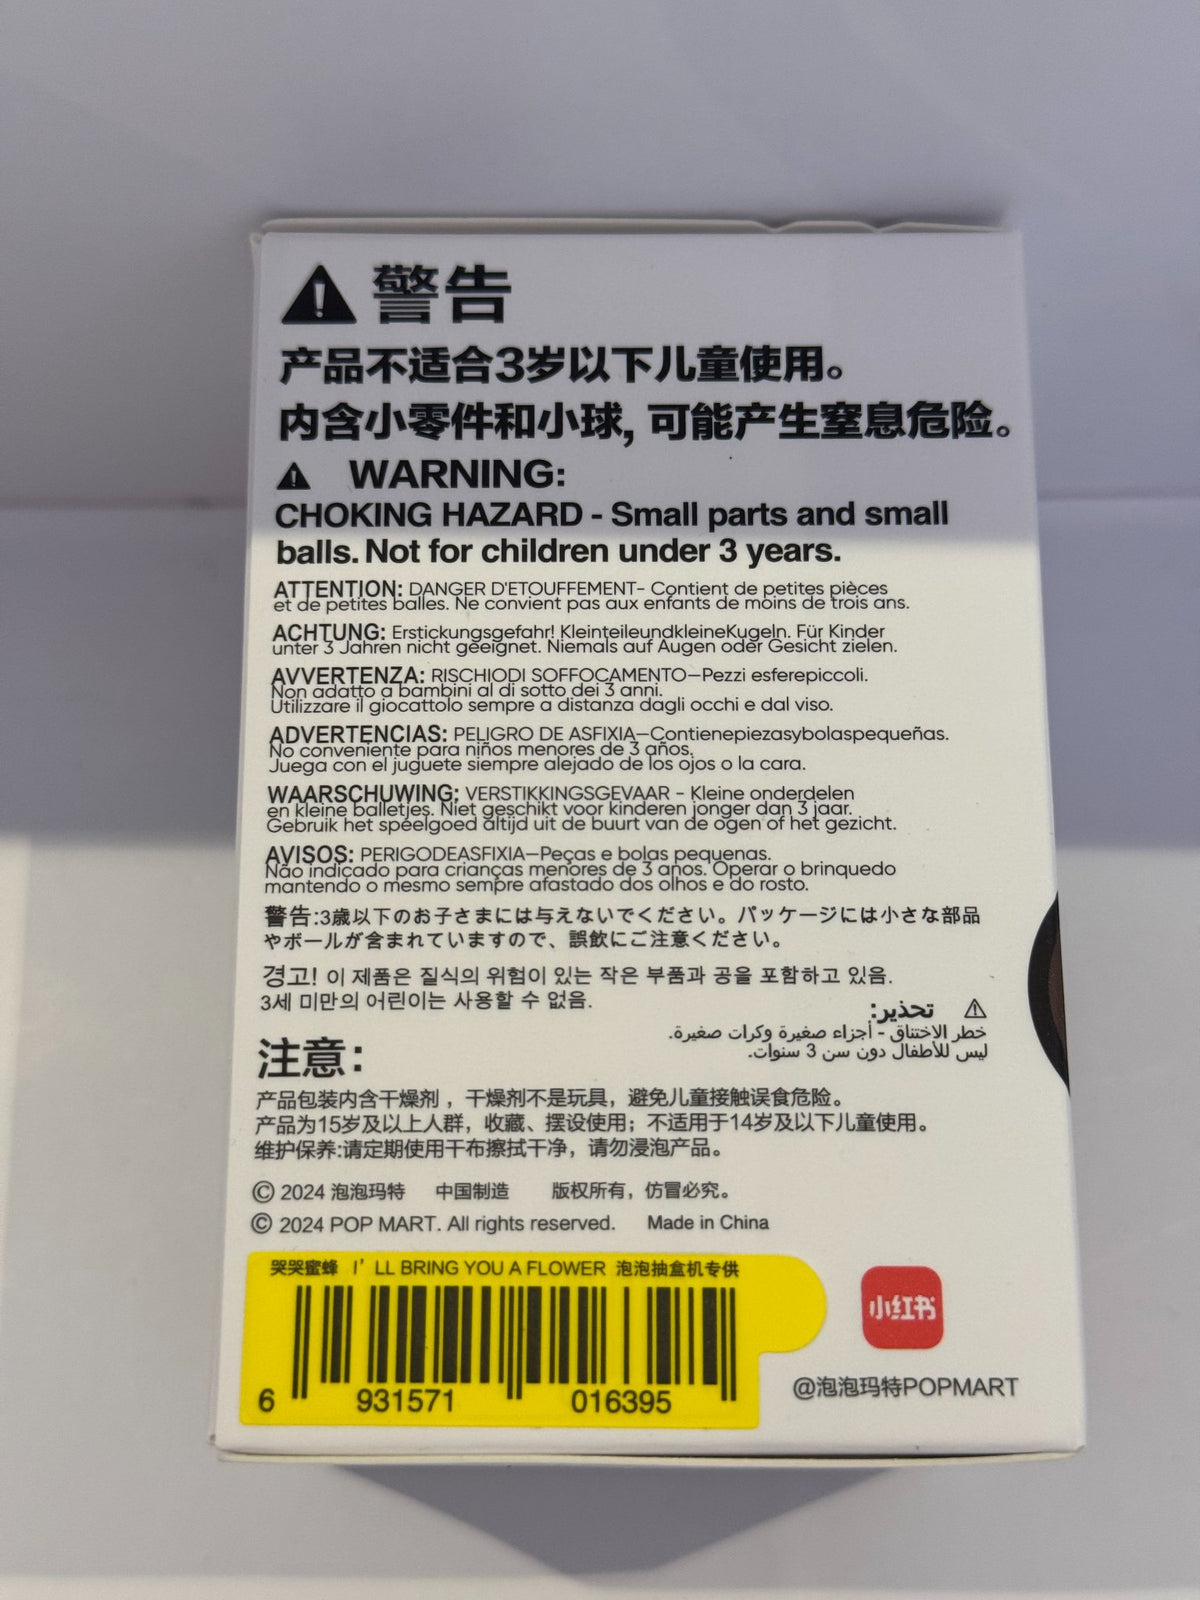 警告
产品不适合3岁以下儿童使用。
内含小零件和小球, 可能产生窒息危险。
WARNING:
CHOKING HAZARD - Small parts and small
balls. Not for children under 3 years.
ATTENTION: DANGER D'ETOUFFEMENT- Contient de petites pièces
et de petites balles. Ne convient pas aux enfants de moins de trois ans.
ACHTUNG: Erstickungsgefahr! KleinteileundkleineKugeln. Für Kinder
unter 3 Jahren nicht geeignet. Niemals auf Augen oder Gesicht zielen.
AVVERTENZA: RISCHIODI SOFFOCAMENTO—Pezzi esferepiccoli.
Non adatto a bambini al di sotto dei 3 anni.
Utilizzare il giocattolo sempre a distanza dagli occhi e dal viso.
ADVERTENCIAS: PELIGRO DE ASFIXIA—Contienepiezasybolaspequeñas.
No conveniente para niños menores de 3 años.
Juega con el juguete siempre alejado de los ojos o la cara.
WAARSCHUWING: VERSTIKKINGSGEVAAR - Kleine onderdelen
en kleine balletjes. Niet geschikt voor kinderen jonger dan 3 jaar.
Gebruik het speelgoed altijd uit de buurt van de ogen of het gezicht.
AVISOS: PERIGODEASFIXIA—Peças e bolas pequenas.
Não indicado para crianças menores de 3 anos. Operar o brinquedo
mantendo o mesmo sempre afastado dos olhos e do rosto.
警告:3歳以下のお子さまには与えないでください。パッケージには小さな部品
やボールが含まれていますので、誤飲にご注意ください。
경고! 이 제품은 질식의 위험이 있는 작은 부품과 공을 포함하고 있음.
3세 미만의 어린이는 사용할 수 없음.
تحذير:
خطر الاختناق - أجزاء صغيرة وكرات صغيرة.
ليس للأطفال دون سن 3 سنوات.
注意:
产品包装内含干燥剂，干燥剂不是玩具，避免儿童接触误食危险。
产品为15岁及以上人群，收藏、摆设使用；不适用于14岁及以下儿童使用。
维护保养:请定期使用干布擦拭干净，请勿浸泡产品。
© 2024 泡泡玛特 中国制造 版权所有，仿冒必究。
© 2024 POP MART. All rights reserved. Made in China
哭哭蜜蜂 I' LL BRING YOU A FLOWER 泡泡抽盒机专供
6 931571 016395
小红书
@泡泡玛特POPMART